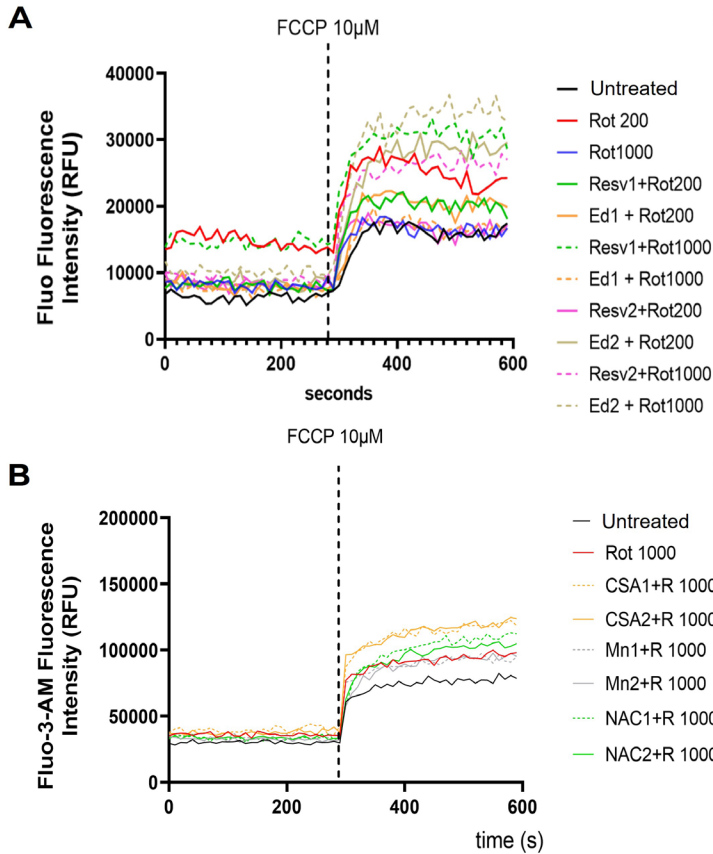 A
FCCP 10µM
Fluo Fluorescence
Intensity (RFU)
40000
30000
20000
10000
0
0
200
400
600
seconds
Untreated
Rot 200
Rot1000
Resv1+Rot200
Ed1 + Rot200
Resv1+Rot1000
Ed1 + Rot1000
Resv2+Rot200
Ed2 + Rot200
Resv2+Rot1000
Ed2 + Rot1000
B
FCCP 10µM
Fluo-3-AM Fluorescence
Intensity (RFU)
200000
150000
100000
50000
0
0
200
400
600
time (s)
Untreated
Rot 1000
CSA1+R 1000
CSA2+R 1000
Mn1+R 1000
Mn2+R 1000
NAC1+R 1000
NAC2+R 1000